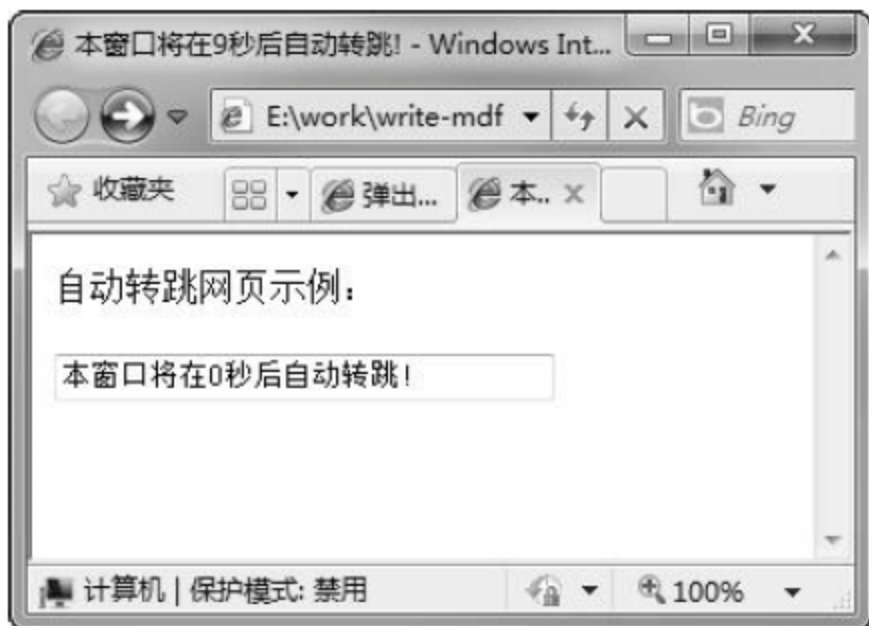 本窗口将在9秒后自动转跳! - Windows Int...
E:\work\write-mdf
Bing
收藏夹
弹出...
本..
自动转跳网页示例：
本窗口将在0秒后自动转跳!
计算机 | 保护模式: 禁用
100%